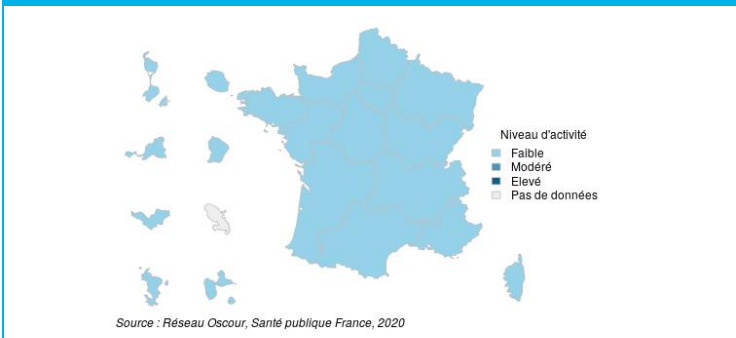 Niveau d'activité
Faible
Modéré
Elevé
Pas de données
Source : Réseau Oscour, Santé publique France, 2020